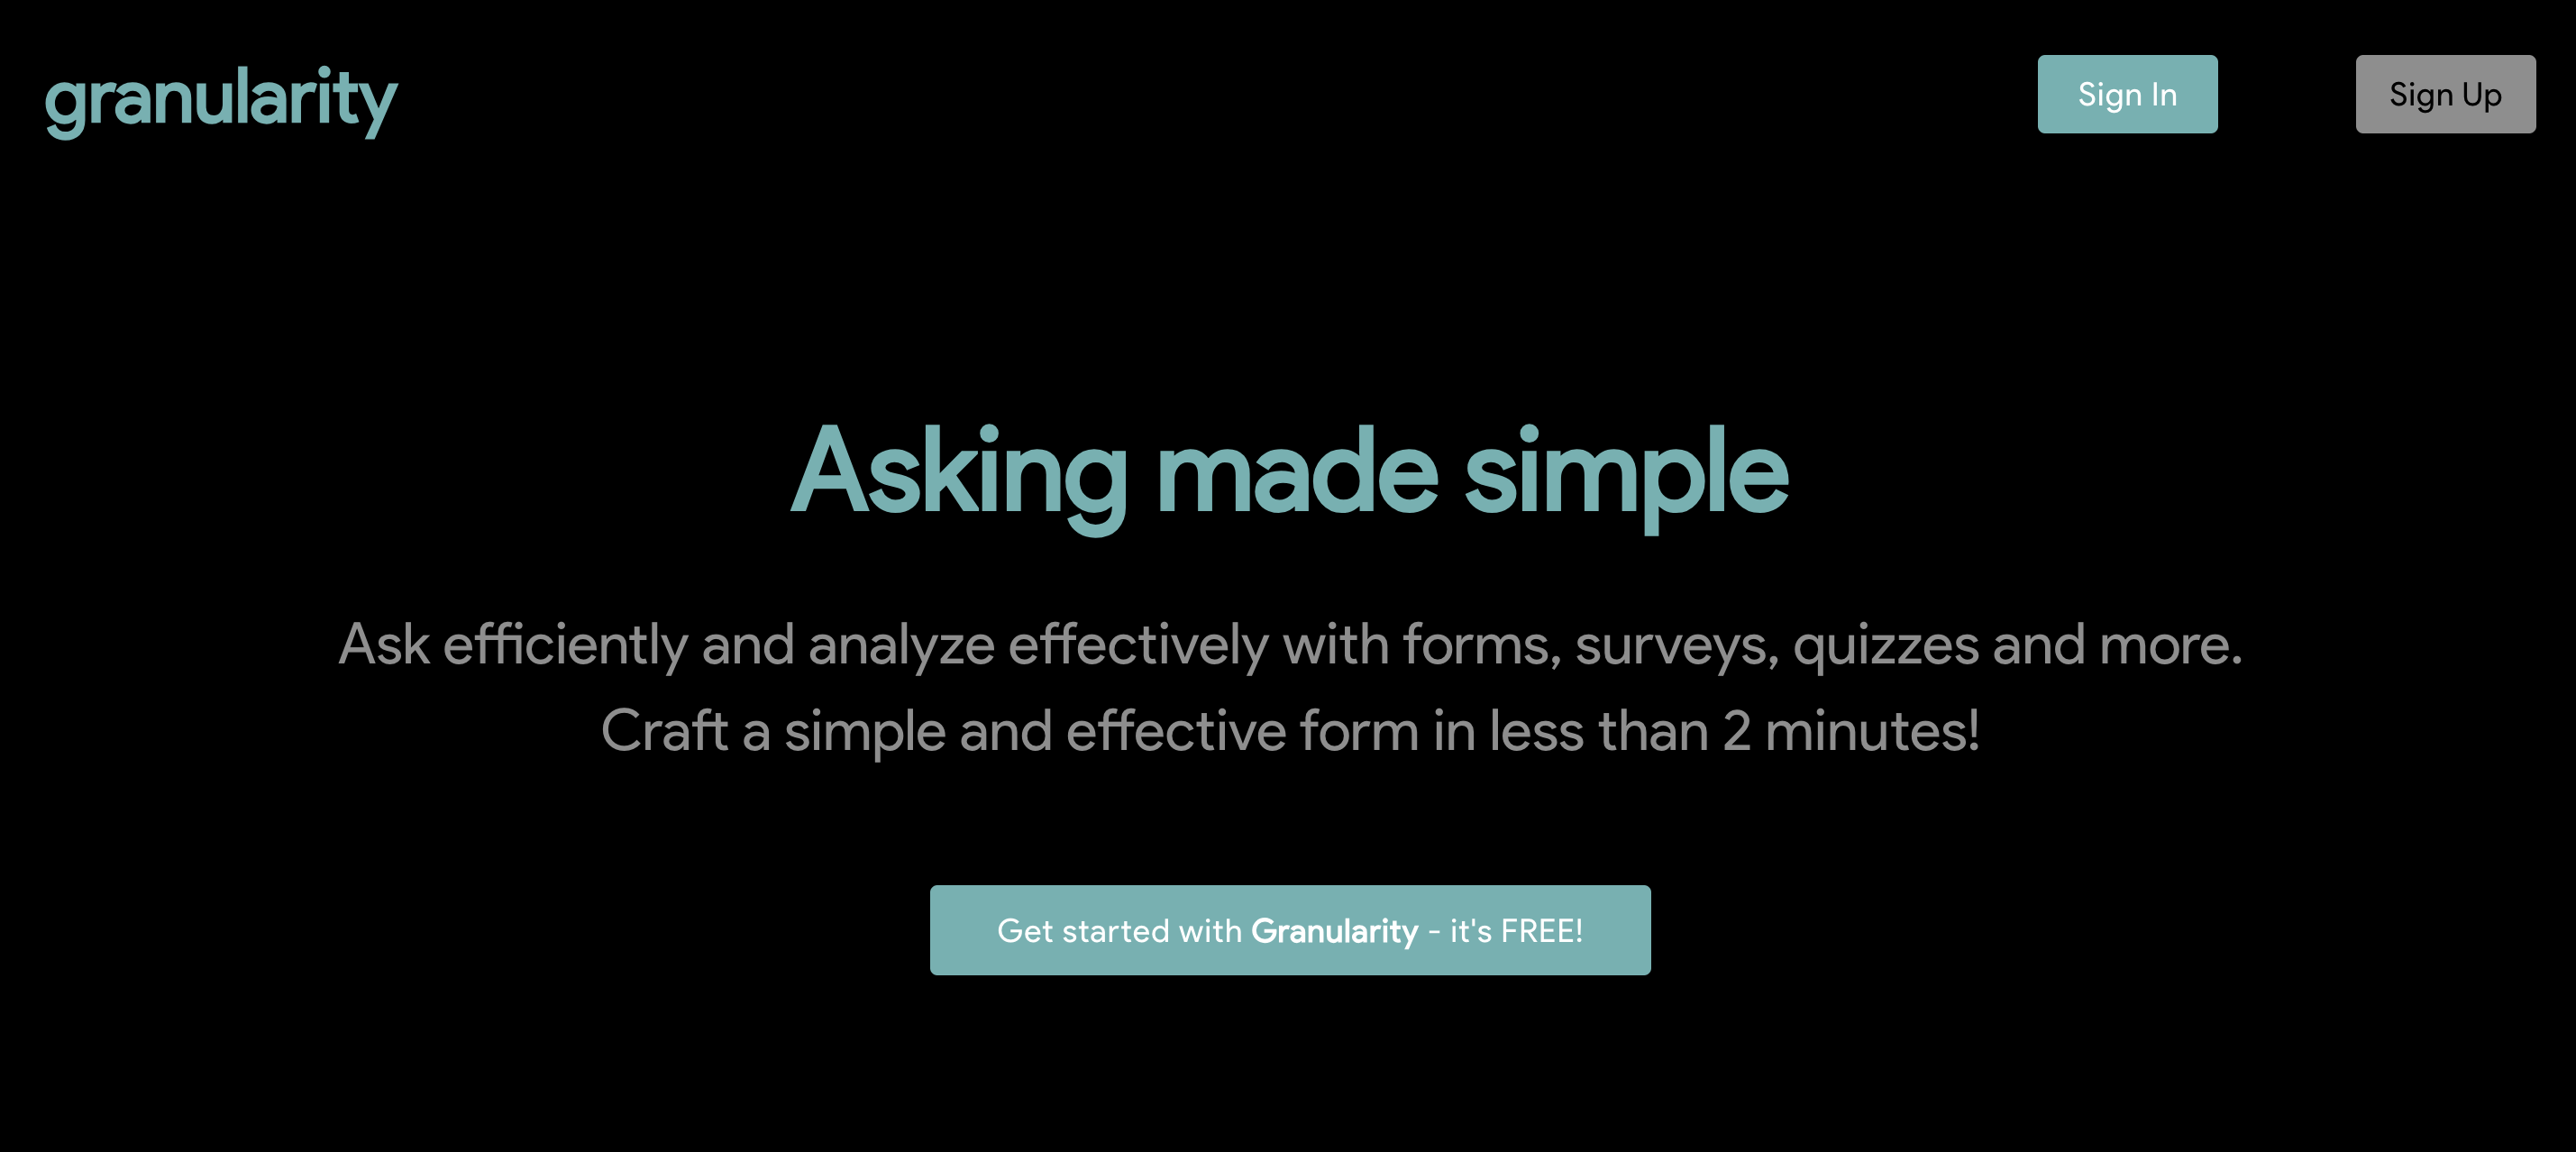 granularity
Sign In
Sign Up
Asking made simple
Ask efficiently and analyze effectively with forms, surveys, quizzes and more.
Craft a simple and effective form in less than 2 minutes!
Get started with Granularity - it's FREE!